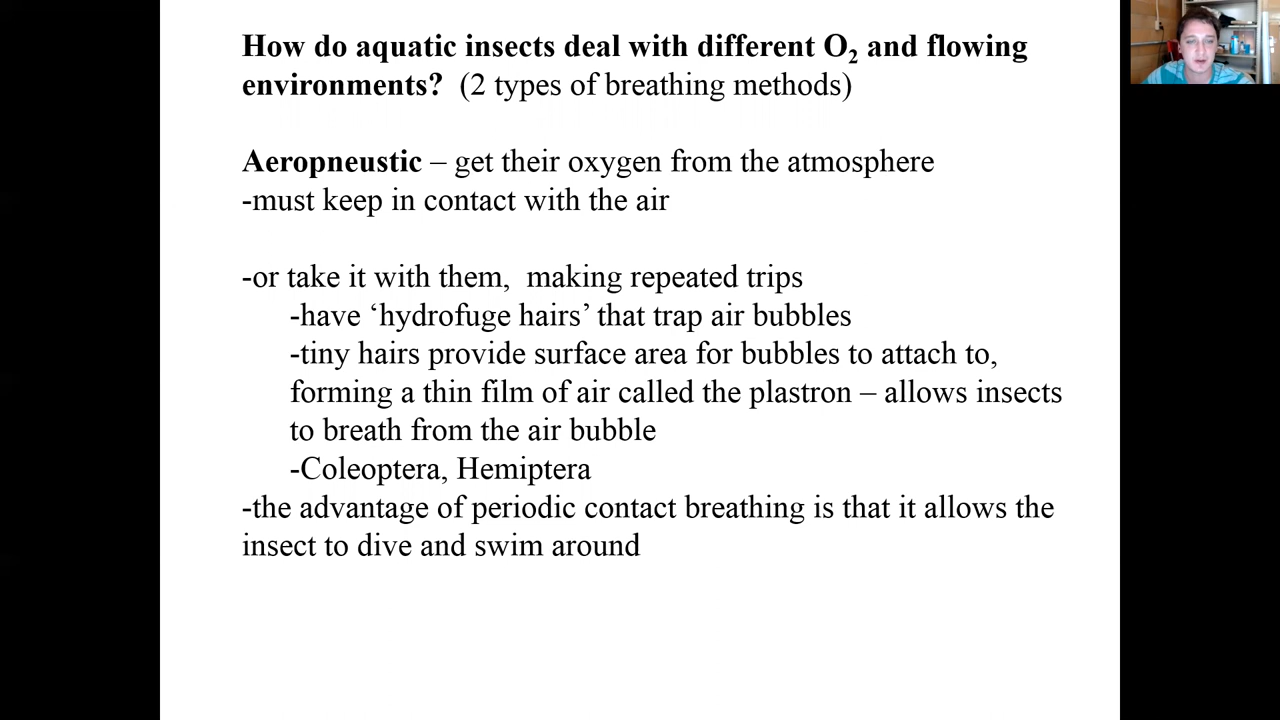 How do aquatic insects deal with different O₂ and flowing
environments?  (2 types of breathing methods)
Aeropneustic – get their oxygen from the atmosphere
-must keep in contact with the air
-or take it with them,  making repeated trips
-have ‘hydrofuge hairs’ that trap air bubbles
-tiny hairs provide surface area for bubbles to attach to,
forming a thin film of air called the plastron – allows insects
to breath from the air bubble
-Coleoptera, Hemiptera
-the advantage of periodic contact breathing is that it allows the
insect to dive and swim around